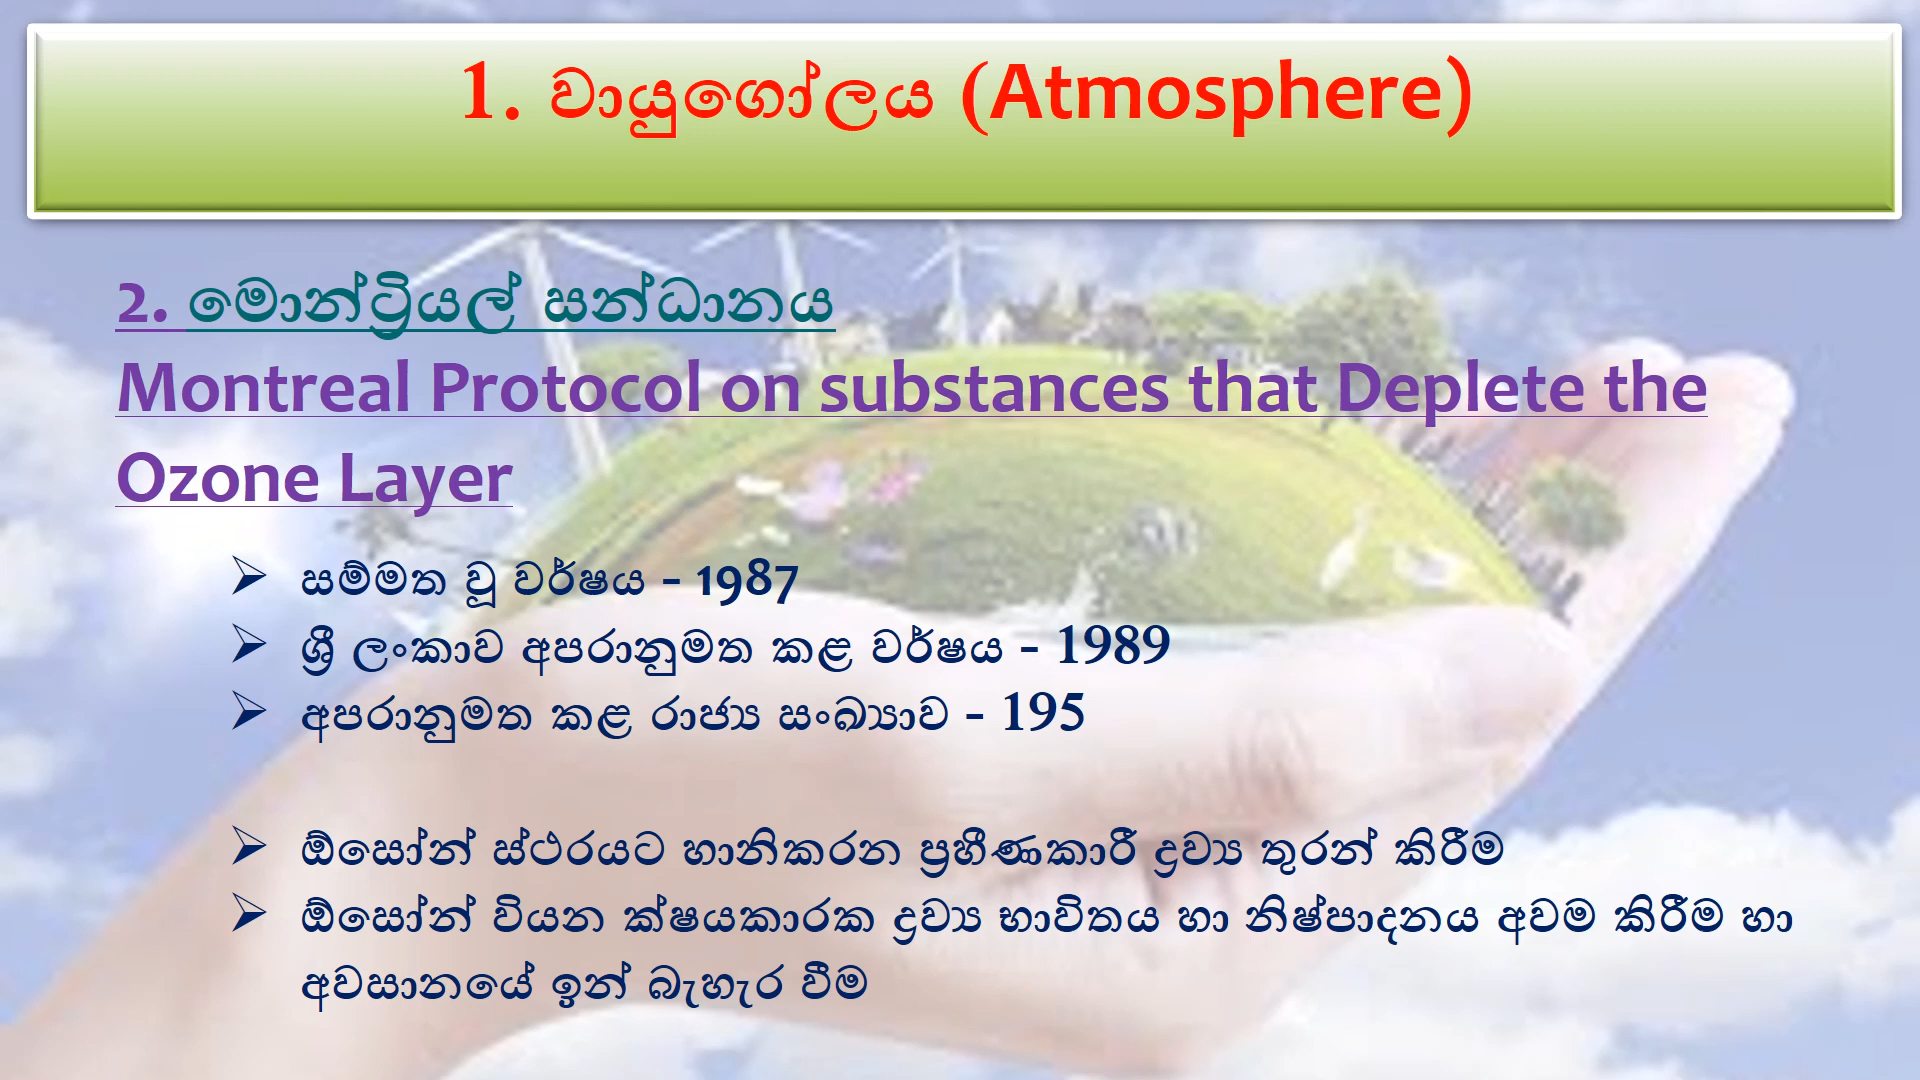 1. වායුගෝලය (Atmosphere)
2. මොන්ට්‍රියල් සන්ධානය
Montreal Protocol on substances that Deplete the
Ozone Layer
➢ සම්මත වූ වර්ෂය - 1987
➢ ශ්‍රී ලංකාව අපරානුමත කළ වර්ෂය - 1989
➢ අපරානුමත කළ රාජ්‍ය සංඛ්‍යාව - 195
➢ ඕසෝන් ස්ථරයට හානිකරන ප්‍රහීණකාරී ද්‍රව්‍ය තුරන් කිරීම
➢ ඕසෝන් වියන ක්ෂයකාරක ද්‍රව්‍ය භාවිතය හා නිෂ්පාදනය අවම කිරීම හා
අවසානයේ ඉන් බැහැර වීම